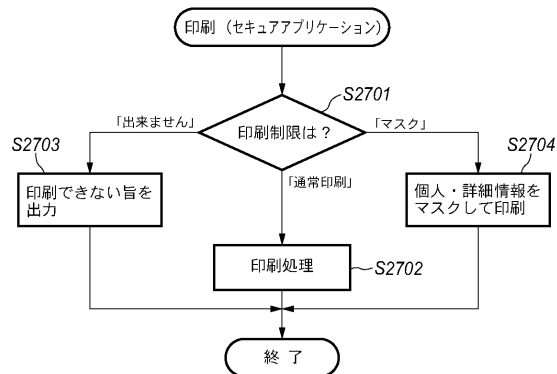 印刷（セキュアアプリケーション）
S2701
印刷制限は？
「出来ません」
「マスク」
「通常印刷」
S2703
印刷できない旨を
出力
S2704
個人・詳細情報を
マスクして印刷
印刷処理
S2702
終 了